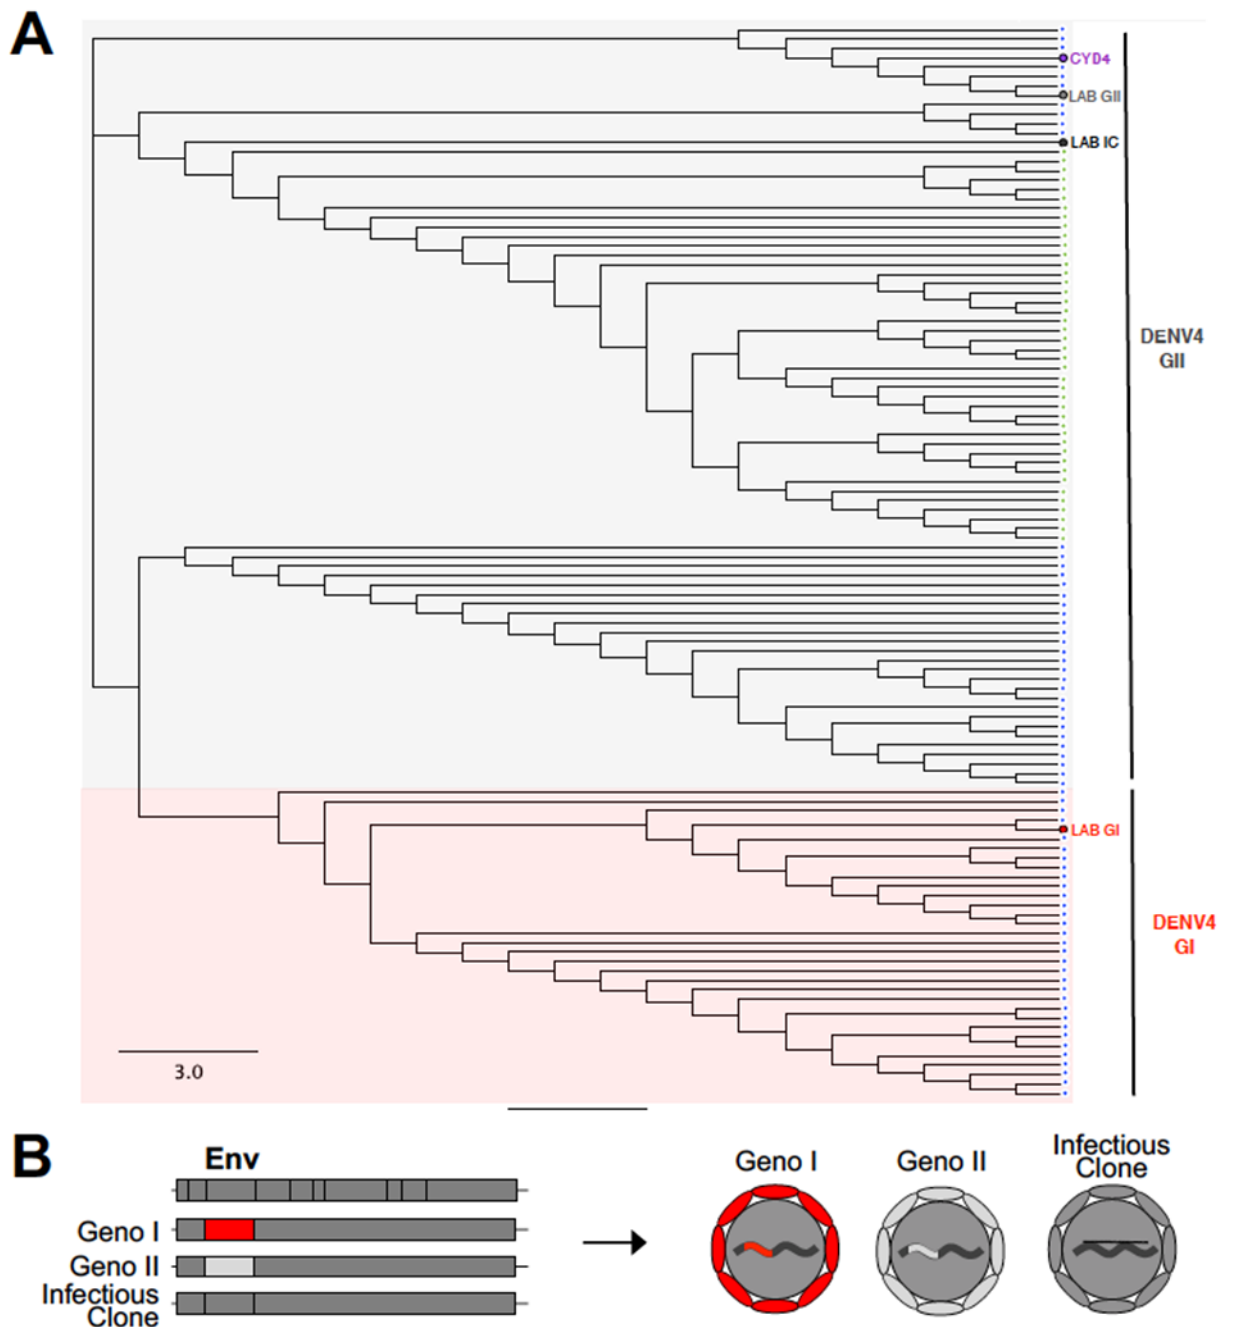 A
CYD4
LAB GII
LAB IC
DENV4
GII
LAB GI
DENV4
GI
3.0
B
Env
Geno I
Geno II
Infectious
Clone
Geno I
Geno II
Infectious
Clone